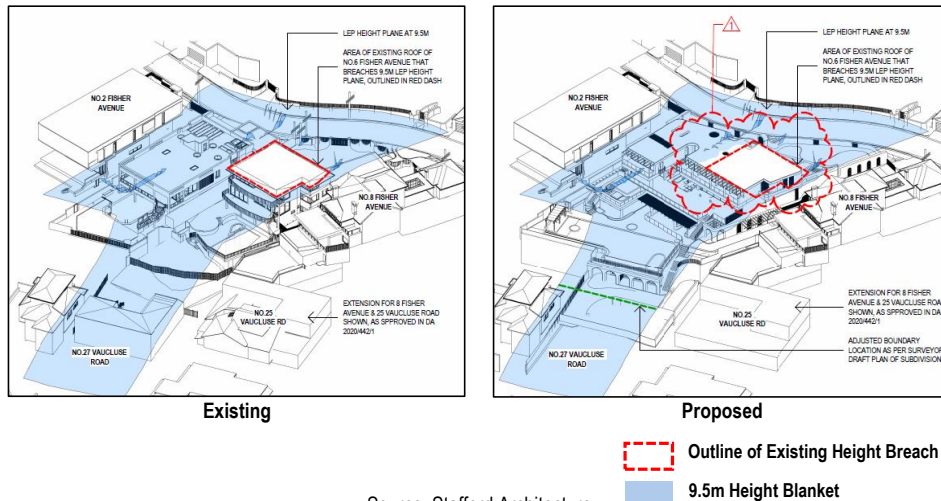 LEP HEIGHT PLANE AT 9.5M
AREA OF EXISTING ROOF OF
NO.6 FISHER AVENUE THAT
BREACHES 9.5M LEP HEIGHT
PLANE, OUTLINED IN RED DASH
NO.2 FISHER
AVENUE
NO.8 FISHER
AVENUE
EXTENSION FOR 8 FISHER
AVENUE & 25 VAUCLUSE ROAD
SHOWN, AS SPPROVED IN DA
2020/442/1
NO.25
VAUCLUSE RD
NO.27 VAUCLUSE
ROAD
Existing
1
LEP HEIGHT PLANE AT 9.5M
AREA OF EXISTING ROOF OF
NO.6 FISHER AVENUE THAT
BREACHES 9.5M LEP HEIGHT
PLANE, OUTLINED IN RED DASH
NO.2 FISHER
AVENUE
NO.8 FISHER
AVENUE
EXTENSION FOR 8 FISHER
AVENUE & 25 VAUCLUSE ROA
SHOWN, AS SPPROVED IN DA
2020/442/1
NO.25
VAUCLUSE RD
ADJUSTED BOUNDARY
LOCATION AS PER SURVEYOR
DRAFT PLAN OF SUBDIVISION
NO.27 VAUCLUSE
ROAD
Proposed
Outline of Existing Height Breach
9.5m Height Blanket